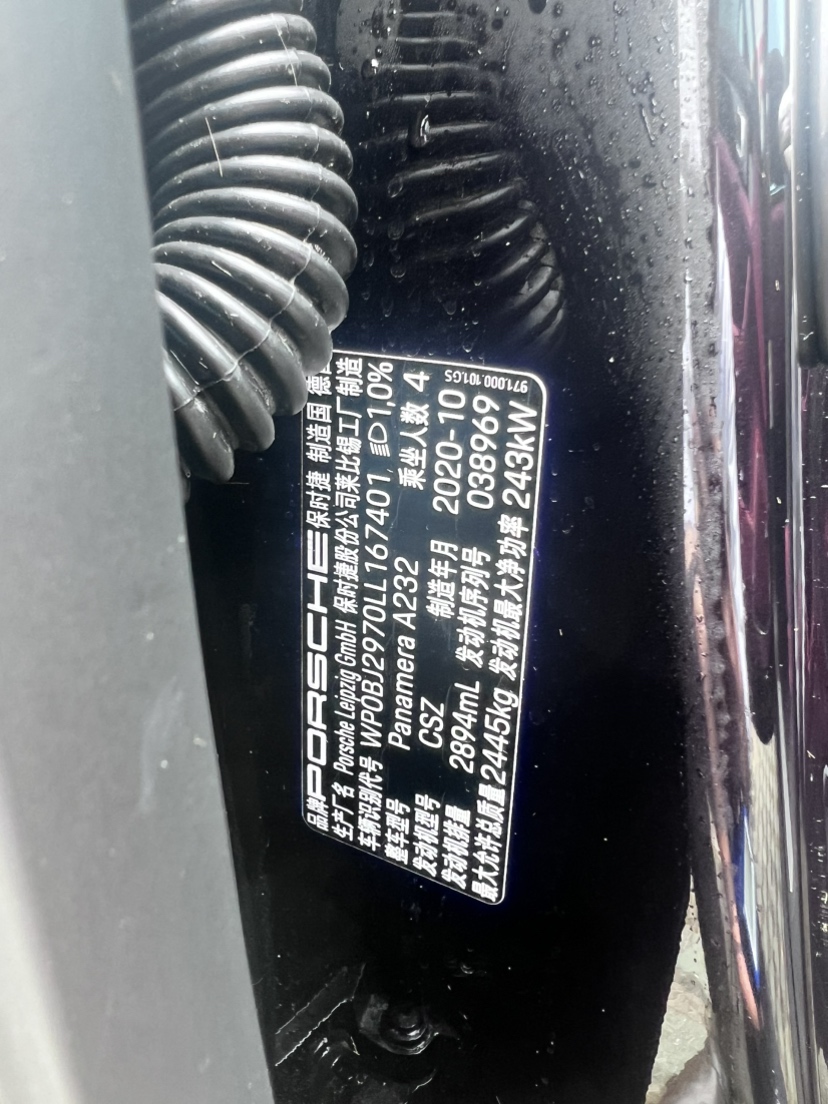 品牌 PORSCHE 保时捷 制造国 德
生产厂名 Porsche Leipzig GmbH 保时捷股份公司莱比锡工厂制造
车辆识别代号 WP0BJ2970LL167401 1,0%
整车型号 Panamera A232 乘坐人数 4
发动机型号 CSZ 制造年月 2020-10
发动机排量 2894mL 发动机序列号 038969
最大允许总质量 2445kg 发动机最大净功率 243kW
971.000.101.GS